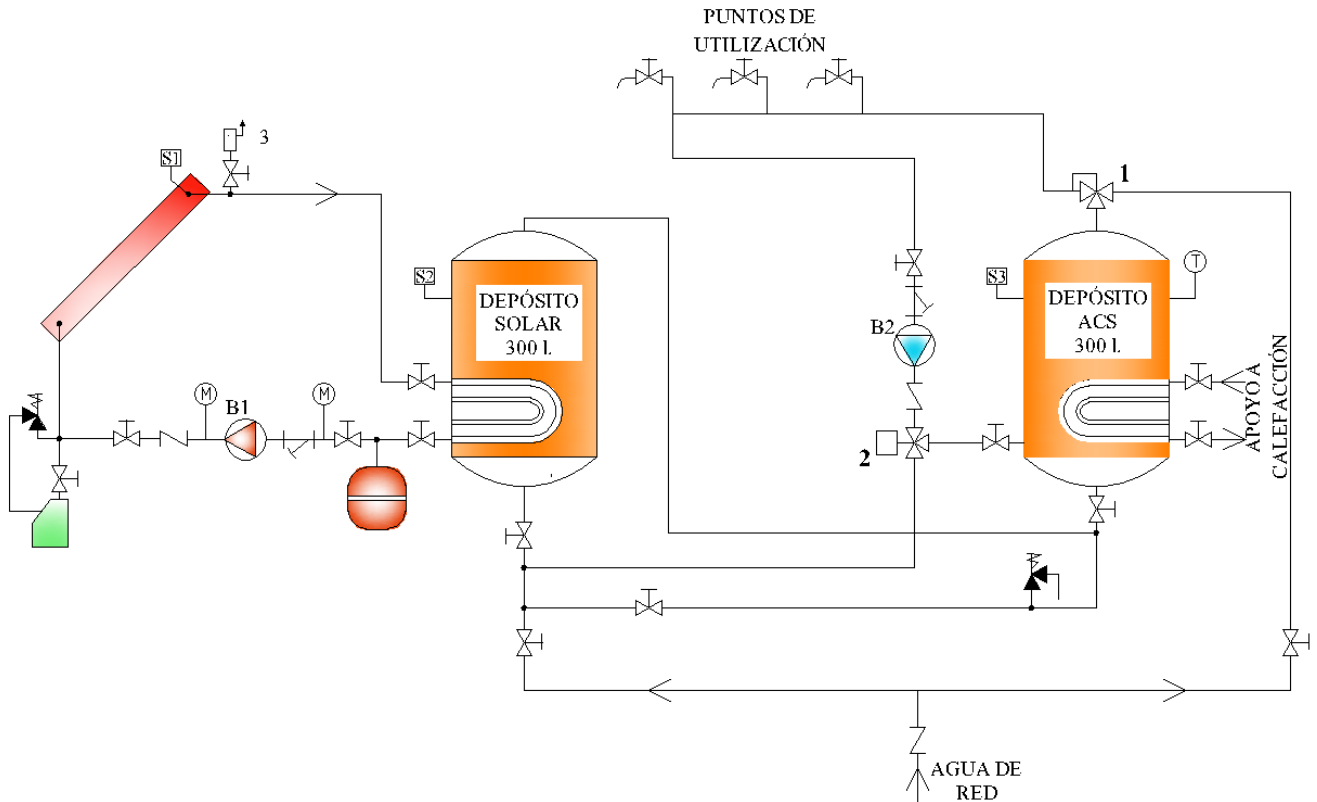 PUNTOS DE
UTILIZACIÓN
3
S1
1
S2
S3
T
DEPÓSITO
SOLAR
300 l.
B2
DEPÓSITO
ACS
300 l.
APOYO A
CALEFACCIÓN
M
B1
M
2
AGUA DE
RED